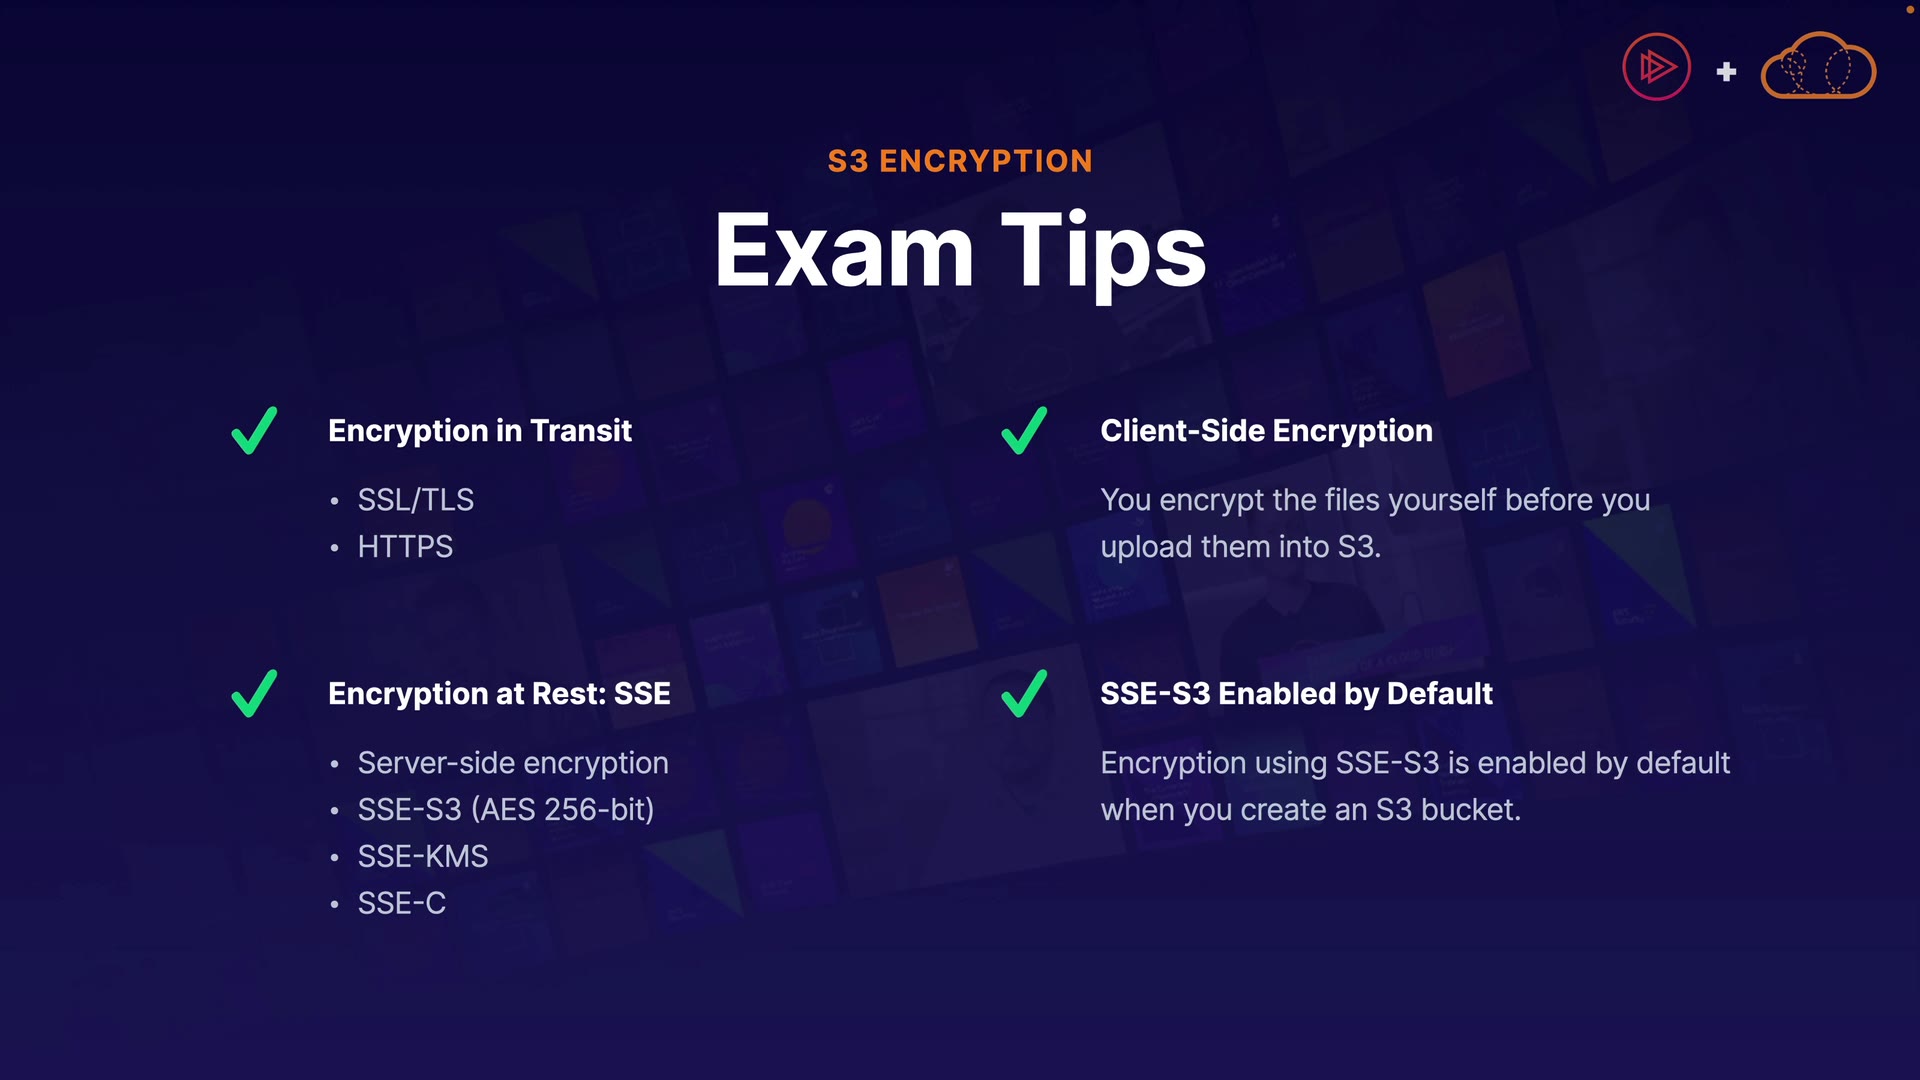 S3 ENCRYPTION
Exam Tips
Encryption in Transit
• SSL/TLS
• HTTPS
Client-Side Encryption
You encrypt the files yourself before you
upload them into S3.
Encryption at Rest: SSE
• Server-side encryption
• SSE-S3 (AES 256-bit)
• SSE-KMS
• SSE-C
SSE-S3 Enabled by Default
Encryption using SSE-S3 is enabled by default
when you create an S3 bucket.